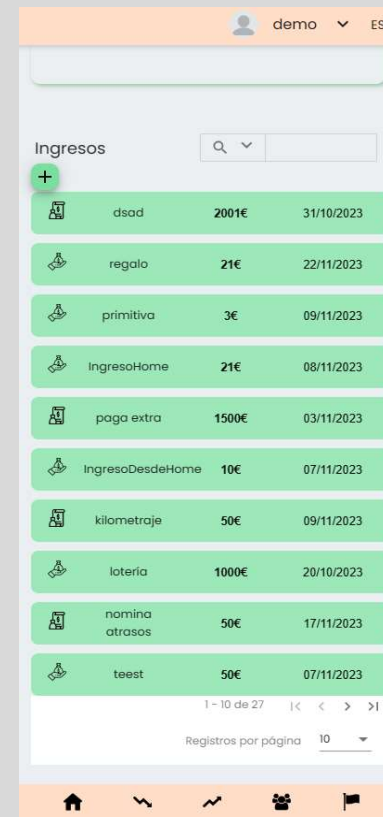 demo ES
Ingresos
dsad 2001€ 31/10/2023
regalo 21€ 22/11/2023
primitiva 3€ 09/11/2023
IngresoHome 21€ 08/11/2023
paga extra 1500€ 03/11/2023
IngresoDesdeHome 10€ 07/11/2023
kilometraje 50€ 09/11/2023
lotería 1000€ 20/10/2023
nomina
atrasos 50€ 17/11/2023
teest 50€ 07/11/2023
1 - 10 de 27
Registros por página 10